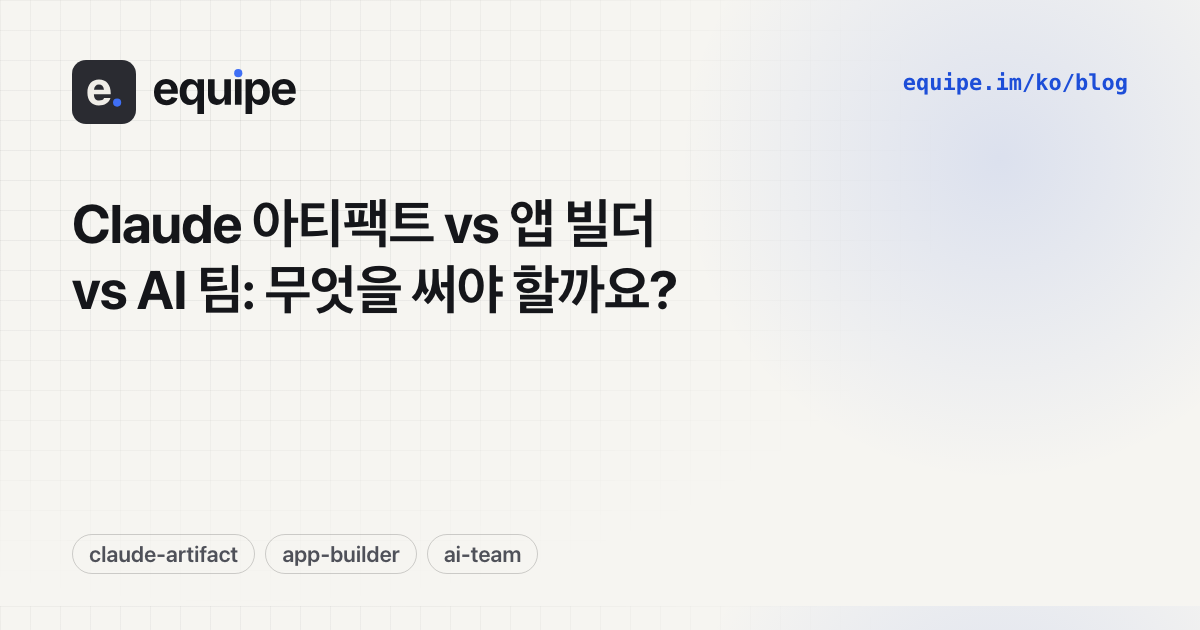 e. equipe
equipe.im/ko/blog
Claude 아티팩트 vs 앱 빌더
vs AI 팀: 무엇을 써야 할까요?
claude-artifact
app-builder
ai-team